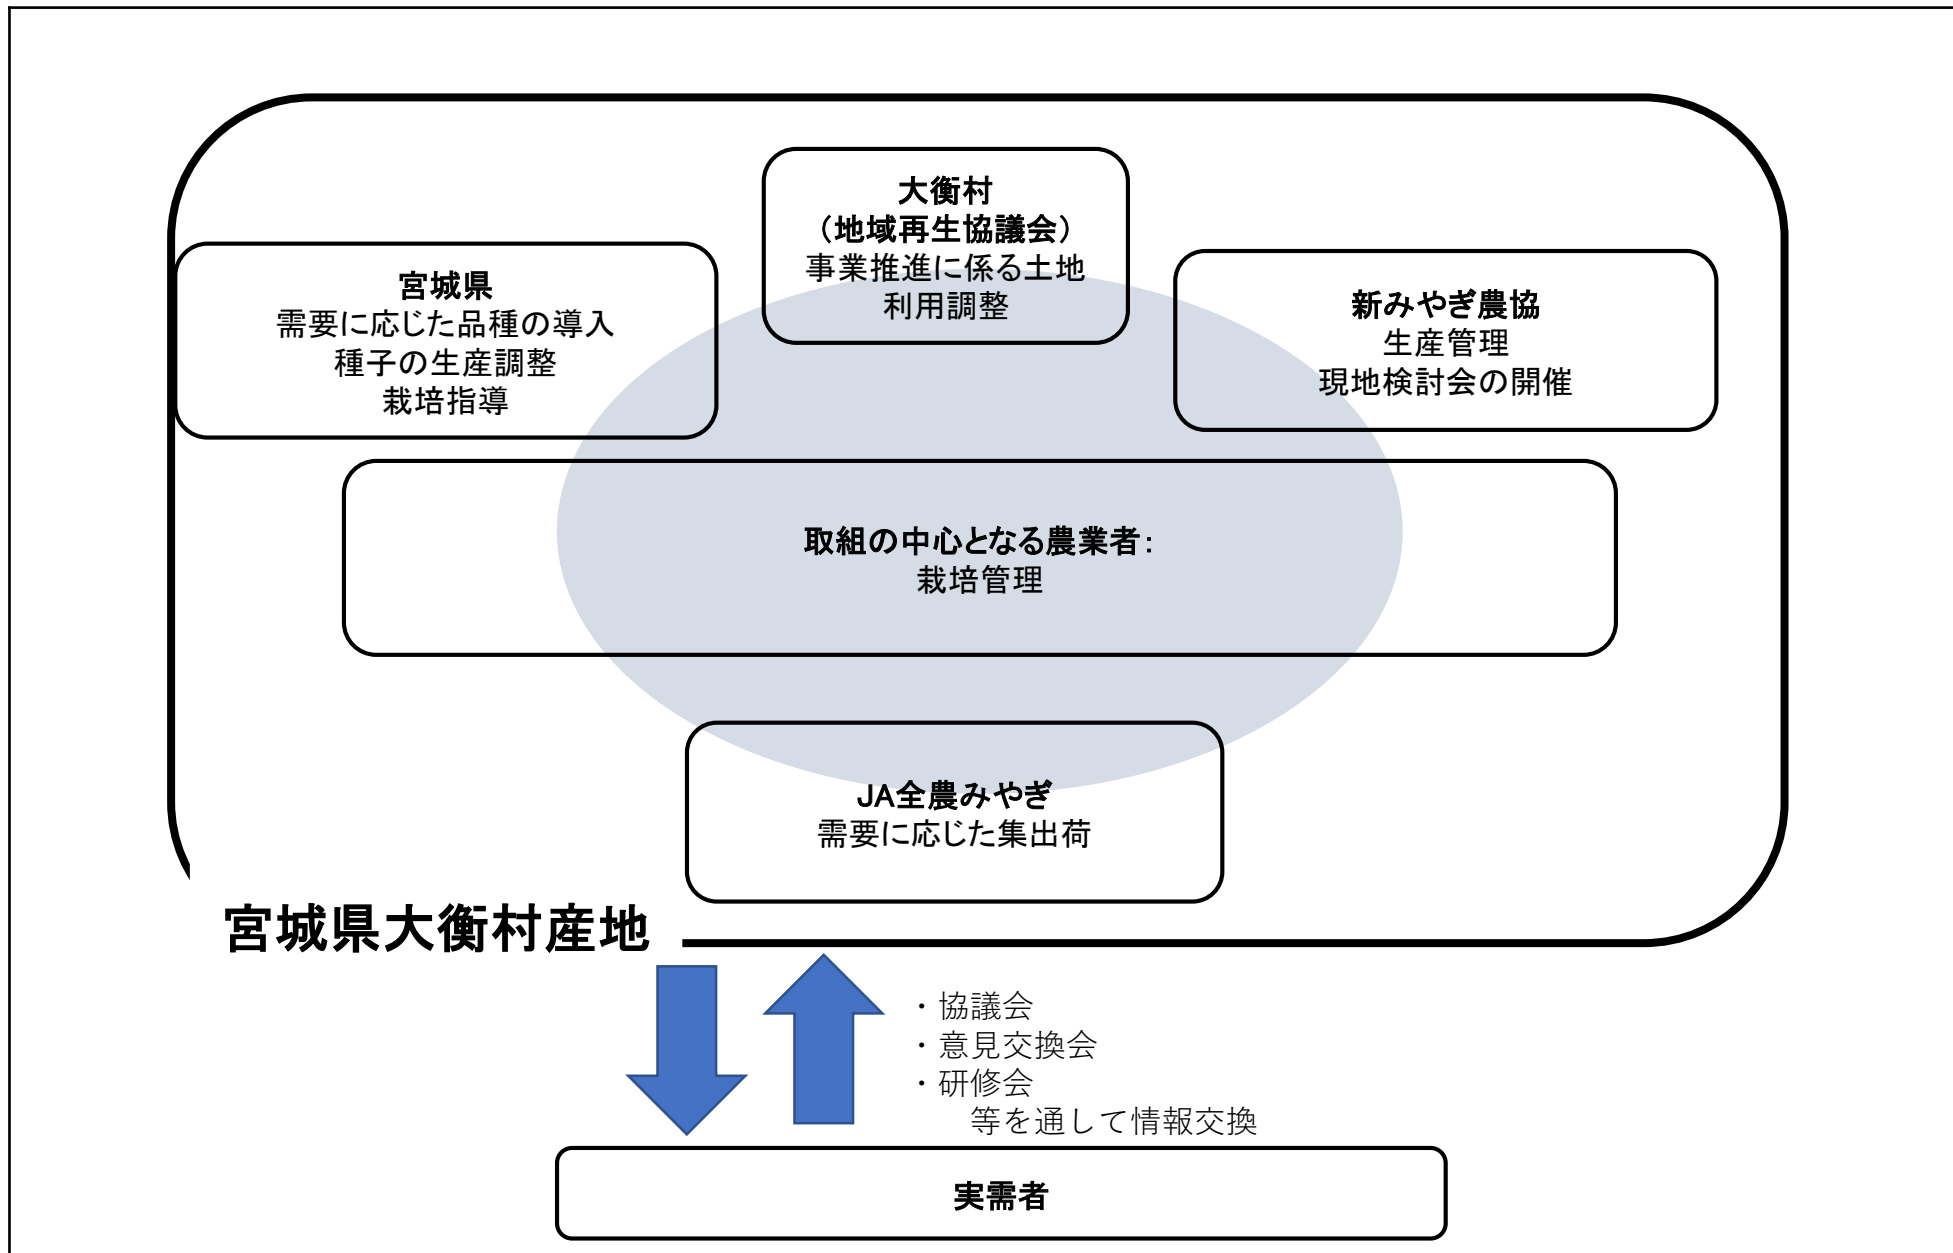 大衡村
（地域再生協議会）
事業推進に係る土地
利用調整
宮城県
需要に応じた品種の導入
種子の生産調整
栽培指導
新みやぎ農協
生産管理
現地検討会の開催
取組の中心となる農業者：
栽培管理
JA全農みやぎ
需要に応じた集出荷
宮城県大衡村産地
・協議会
・意見交換会
・研修会
等を通して情報交換
実需者